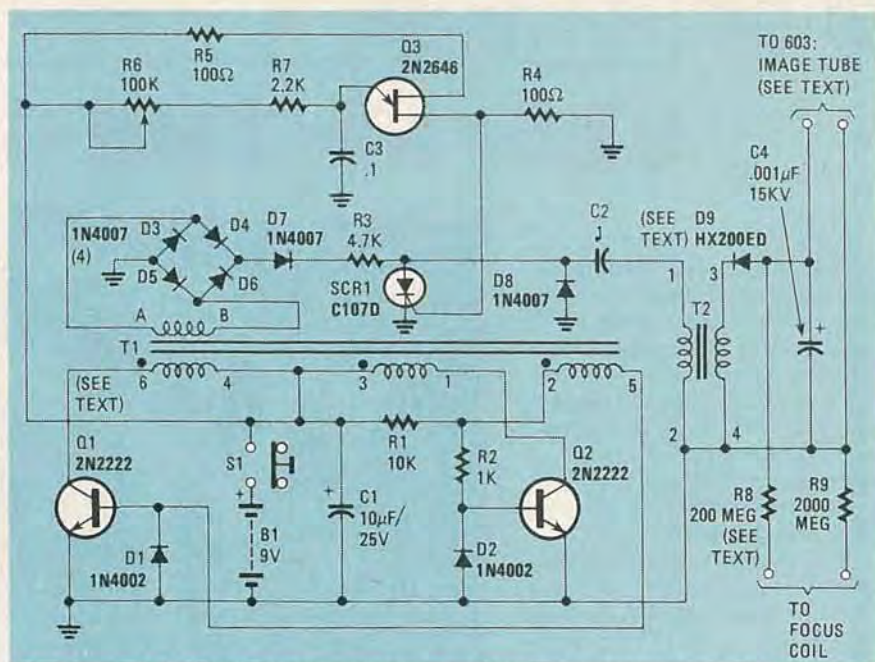 R5
100Ω
Q3
2N2646
TO 603:
IMAGE TUBE
(SEE TEXT)
R6
100K
R7
2.2K
R4
100Ω
C3
.1
C4
.001µF
15KV
1N4007
(4)
D3
D4
D5
D6
D7
1N4007
R3
4.7K
C2
.1
(SEE
TEXT)
D9
HX200ED
SCR1
C107D
D8
1N4007
1
3
T2
A
B
T1
6
4
3
1
2
5
(SEE
TEXT)
2
4
Q1
2N2222
S1
R1
10K
R2
1K
Q2
2N2222
+
B1
9V
+
C1
10µF/
25V
D1
1N4002
D2
1N4002
+
R8
200 MEG
(SEE
TEXT)
R9
2000
MEG
TO
FOCUS
COIL